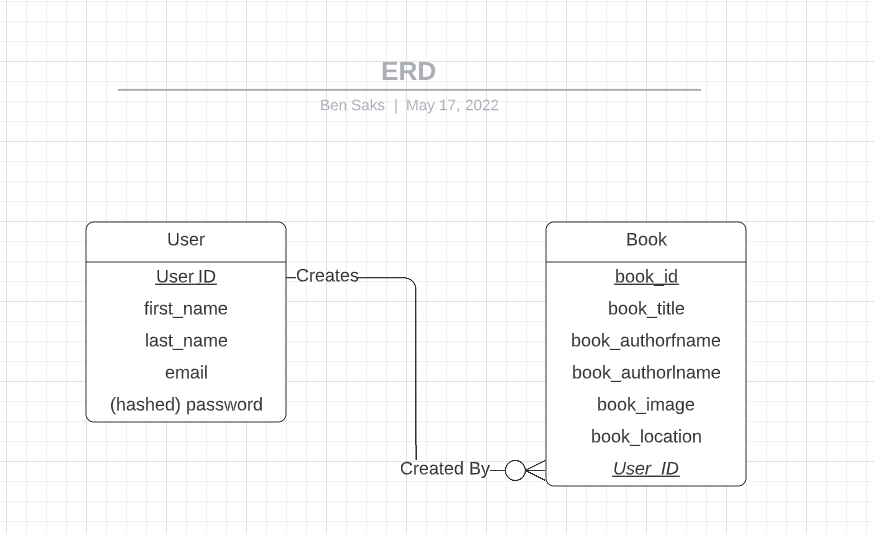 ERD
Ben Saks | May 17, 2022
User
User ID
first_name
last_name
email
(hashed) password
Creates
Created By
Book
book_id
book_title
book_authorfname
book_authorlname
book_image
book_location
User_ID